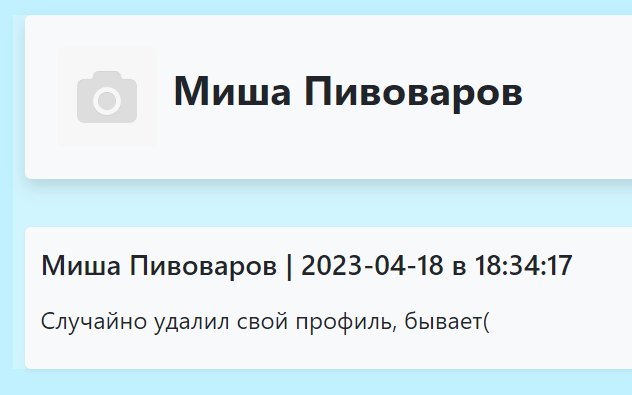 Миша Пивоваров
Миша Пивоваров | 2023-04-18 в 18:34:17
Случайно удалил свой профиль, бывает(